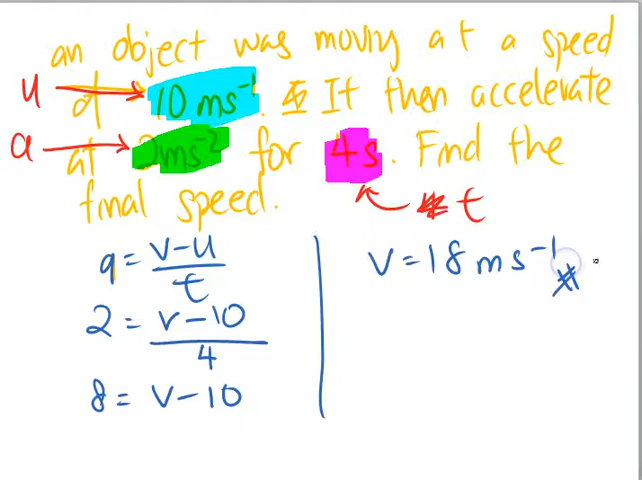 an object was moving at a speed
u of 10 ms⁻¹. It then accelerate
a at 2ms⁻² for 4s. Find the
final speed. t
a = v-u / t
2 = v-10 / 4
8 = v-10
v = 18 ms⁻¹